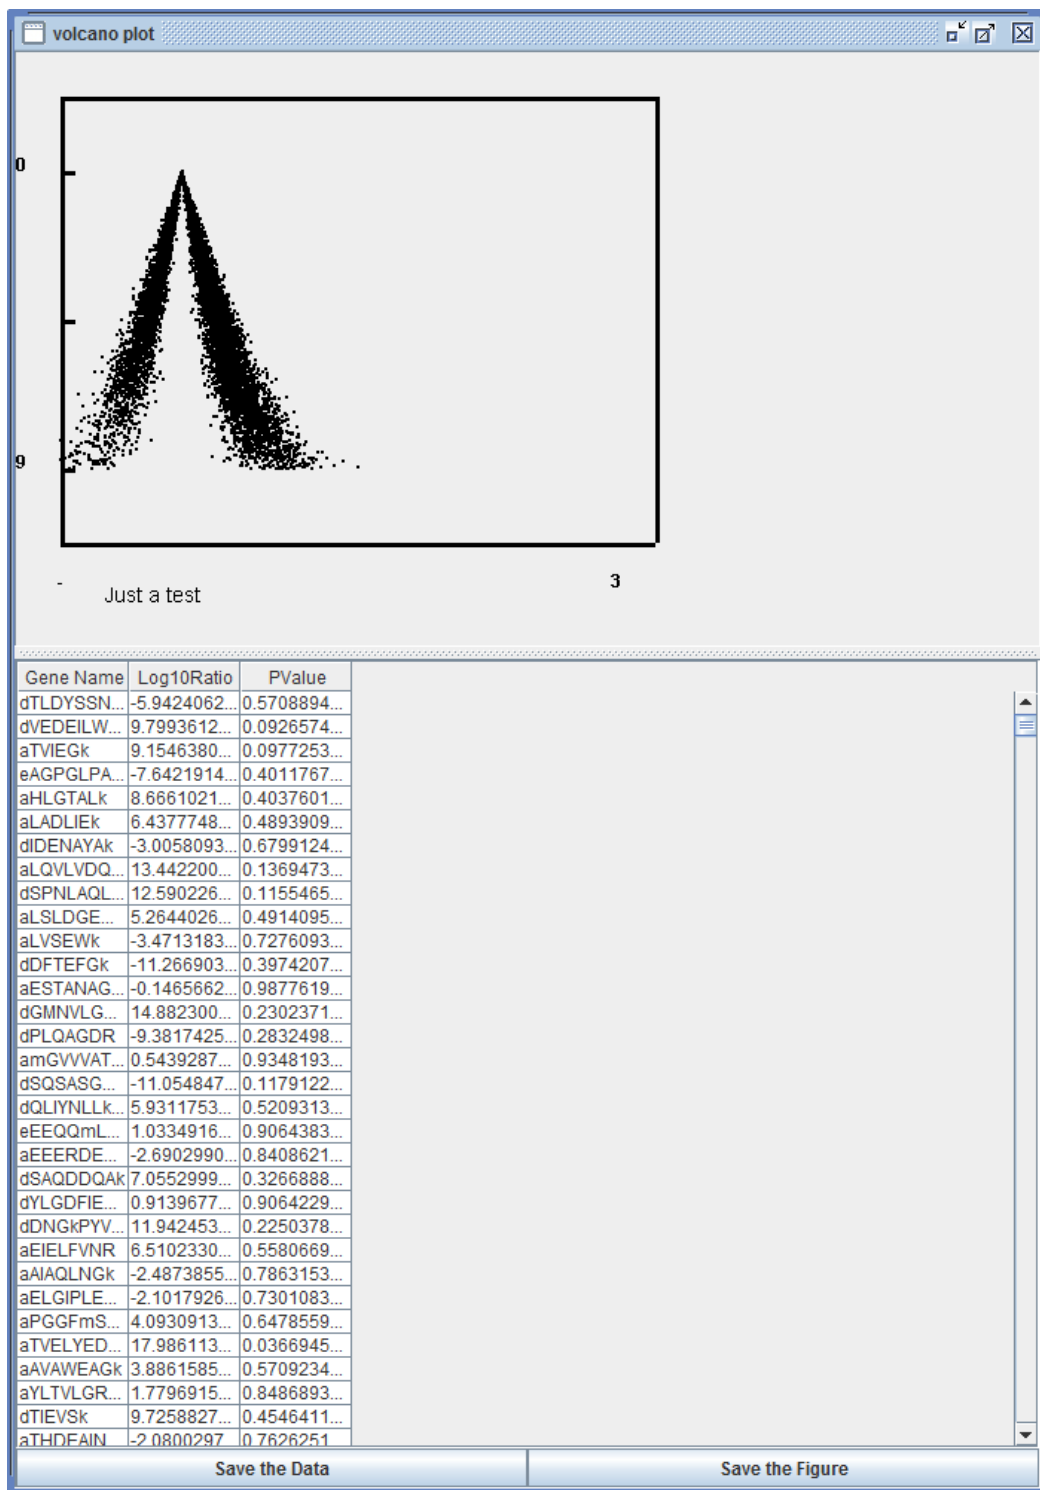 volcano plot
0
9
-
3
Just a test
Gene Name Log10Ratio PValue
dTLDYSSN... -5.9424062... 0.5708894...
dVEDEILW... 9.7993612... 0.0926574...
aTVIEGk 9.1546380... 0.0977253...
eAGPGLPA... -7.6421914... 0.4011767...
aHLGTALk 8.6661021... 0.4037601...
aLADLIEk 6.4377748... 0.4893909...
dIDENAYAk -3.0058093... 0.6799124...
aLQVLVDQ... 13.442200... 0.1369473...
dSPNLAQL... 12.590226... 0.1155465...
aLSLDGE... 5.2644026... 0.4914095...
aLVSEWk -3.4713183... 0.7276093...
dDFTEFGk -11.266903... 0.3974207...
aESTANAG... -0.1465662... 0.9877619...
dGMNVLG... 14.882300... 0.2302371...
dPLQAGDR -9.3817425... 0.2832498...
amGVVVAT... 0.5439287... 0.9348193...
dSQSASG... -11.054847... 0.1179122...
dQLIYNLLk 5.9311753... 0.5209313...
eEEQQmL... 1.0334916... 0.9064383...
aEEERDE... -2.6902990... 0.8408621...
dSAQDDQAk 7.0552999... 0.3266888...
dYLGDFIE... 0.9139677... 0.9064229...
dDNGkPYV... 11.942453... 0.2250378...
aEIELFVNR 6.5102330... 0.5580669...
aAIAQLNGk -2.4873855... 0.7863153...
aELGIPLE... -2.1017926... 0.7301083...
aPGGFmS... 4.0930913... 0.6478559...
aTVELYED... 17.986113... 0.0366945...
aAVAWEAGk 3.8861585... 0.5709234...
aYLTVLGR... 1.7796915... 0.8486893...
dTIEVSk 9.7258827... 0.4546411...
aTHDEAIN... -2.0800297... 0.7626251...
Save the Data Save the Figure